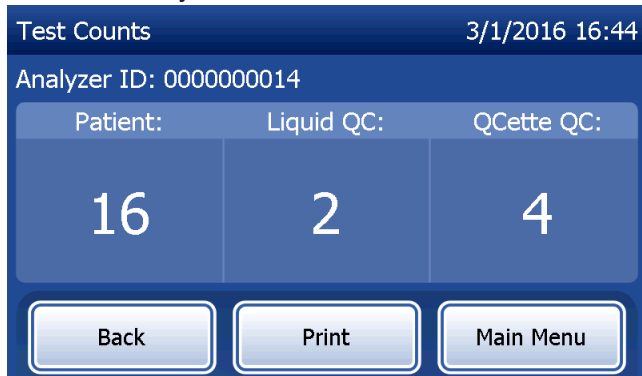 Test Counts 3/1/2016 16:44
Analyzer ID: 0000000014
Patient: Liquid QC: QCette QC:
16 2 4
Back Print Main Menu